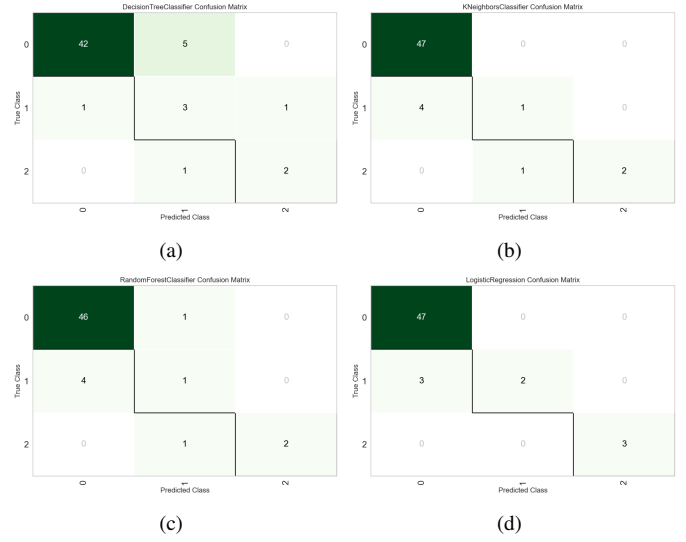 DecisionTreeClassifier Confusion Matrix
True Class
0 42 5 0
1 1 3 1
2 0 1 2
0 1 2
Predicted Class
(a)
KNeighborsClassifier Confusion Matrix
True Class
0 47 0 0
1 4 1 0
2 0 1 2
0 1 2
Predicted Class
(b)
RandomForestClassifier Confusion Matrix
True Class
0 46 1 0
1 4 1 0
2 0 1 2
0 1 2
Predicted Class
(c)
LogisticRegression Confusion Matrix
True Class
0 47 0 0
1 3 2 0
2 0 0 3
0 1 2
Predicted Class
(d)